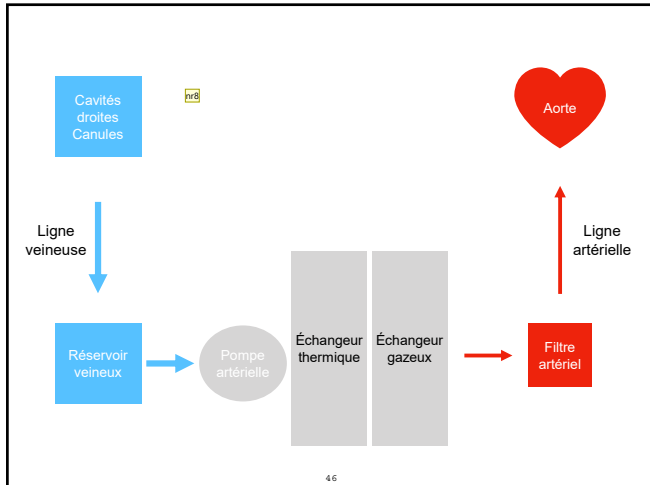 Cavités
droites
Canules
nr8
Aorte
Ligne
veineuse
Ligne
artérielle
Réservoir
veineux
Pompe
artérielle
Échangeur
thermique
Échangeur
gazeux
Filtre
artériel
46